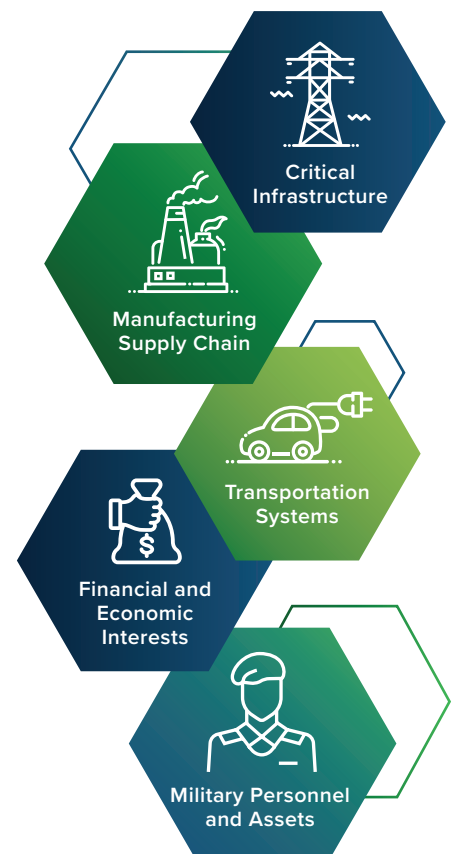 Critical
Infrastructure
Manufacturing
Supply Chain
Transportation
Systems
$
Financial and
Economic
Interests
Military Personnel
and Assets